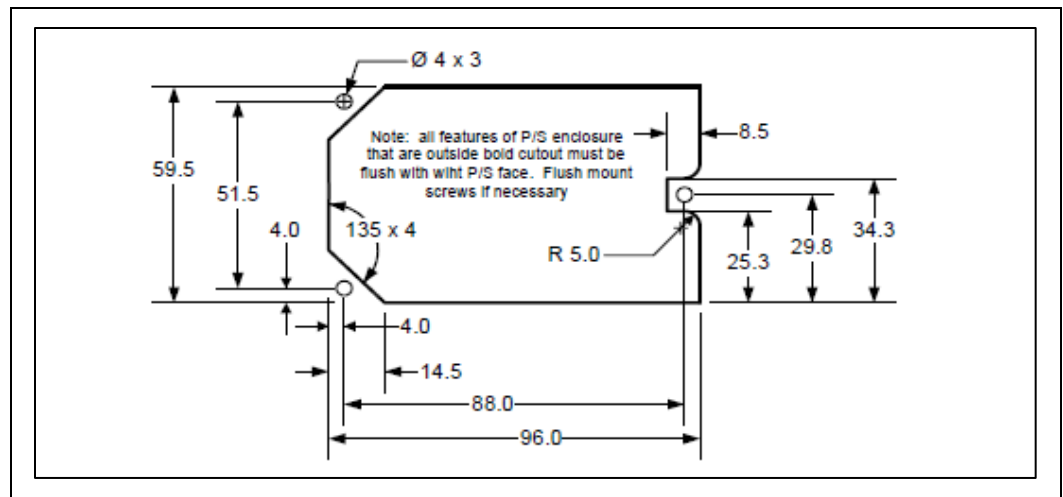 Ø 4 x 3
Note: all features of P/S enclosure
that are outside bold cutout must be
flush with wiht P/S face. Flush mount
screws if necessary
8.5
59.5
51.5
4.0
135 x 4
R 5.0
25.3
29.8
34.3
4.0
14.5
88.0
96.0